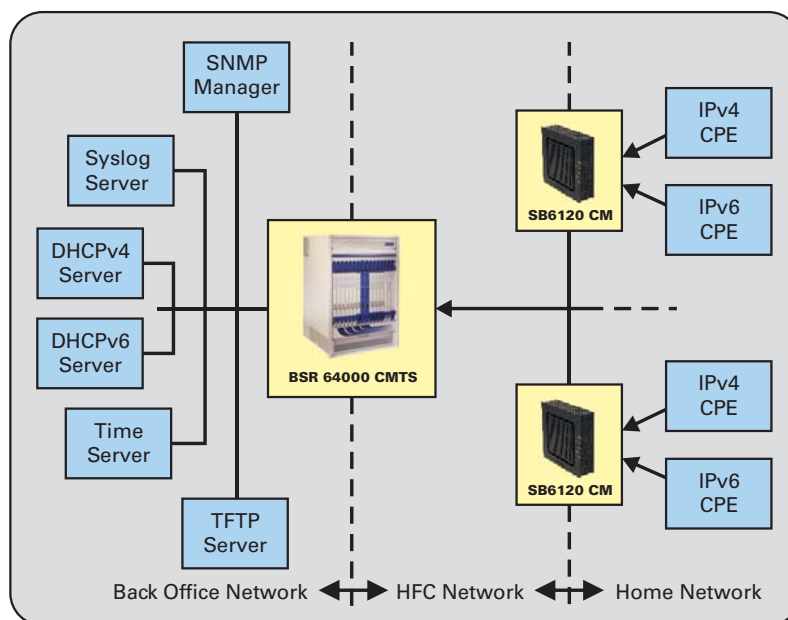 SNMP
Manager
Syslog
Server
DHCPv4
Server
DHCPv6
Server
Time
Server
TFTP
Server
BSR 64000 CMTS
SB6120 CM
IPv4
CPE
IPv6
CPE
SB6120 CM
IPv4
CPE
IPv6
CPE
Back Office Network
HFC Network
Home Network